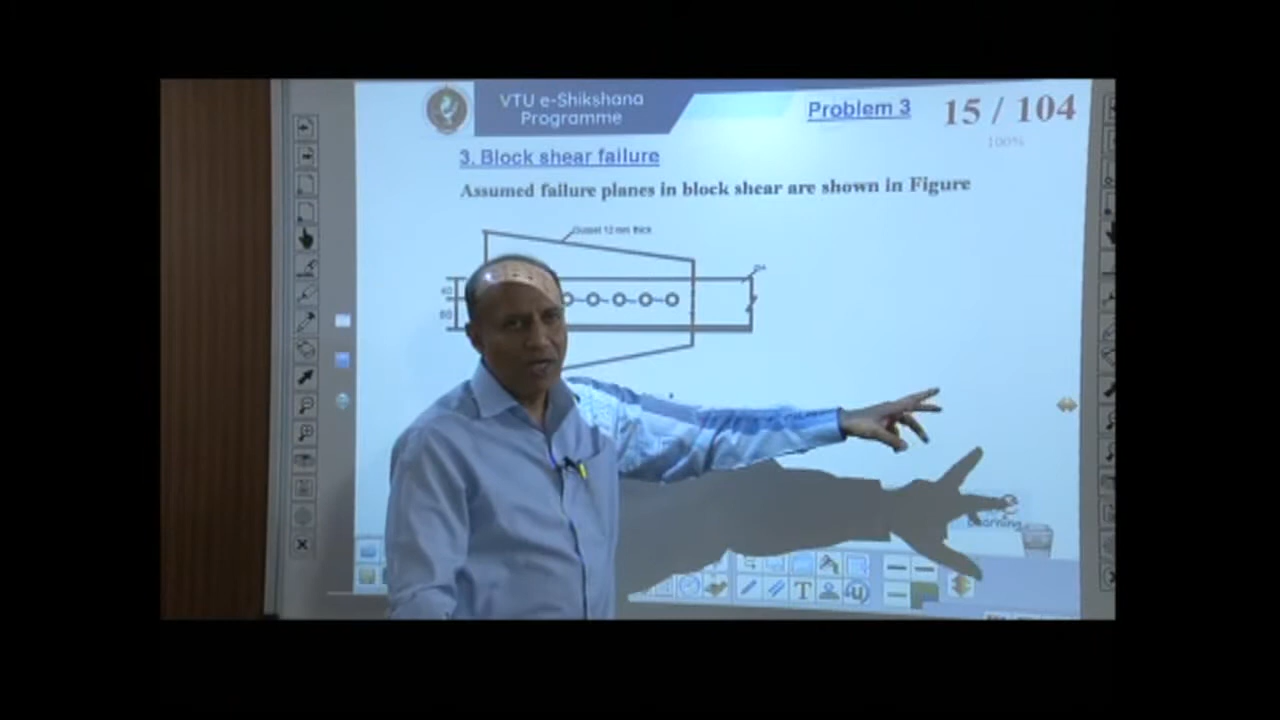 VTU e-Shikshana
Programme
Problem 3
15 / 104
100%
3. Block shear failure
Assumed failure planes in block shear are shown in Figure
Gusset 12 mm thick
40
60